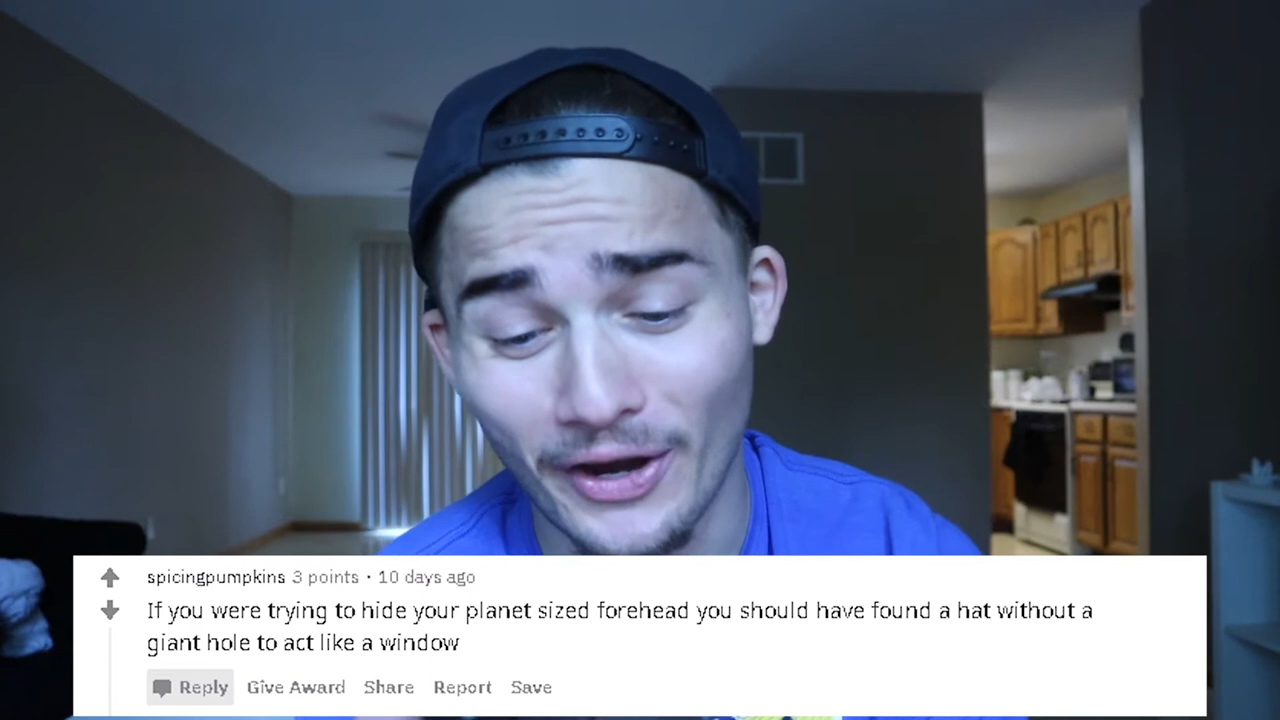 spicingpumpkins 3 points · 10 days ago
If you were trying to hide your planet sized forehead you should have found a hat without a
giant hole to act like a window
Reply Give Award Share Report Save